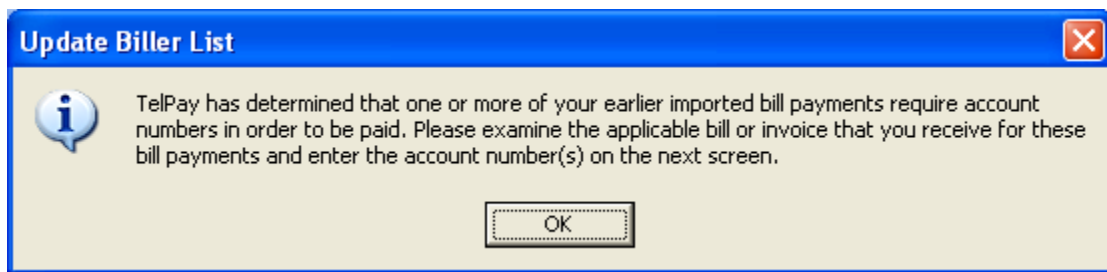 Update Biller List
TelPay has determined that one or more of your earlier imported bill payments require account
numbers in order to be paid. Please examine the applicable bill or invoice that you receive for these
bill payments and enter the account number(s) on the next screen.
OK